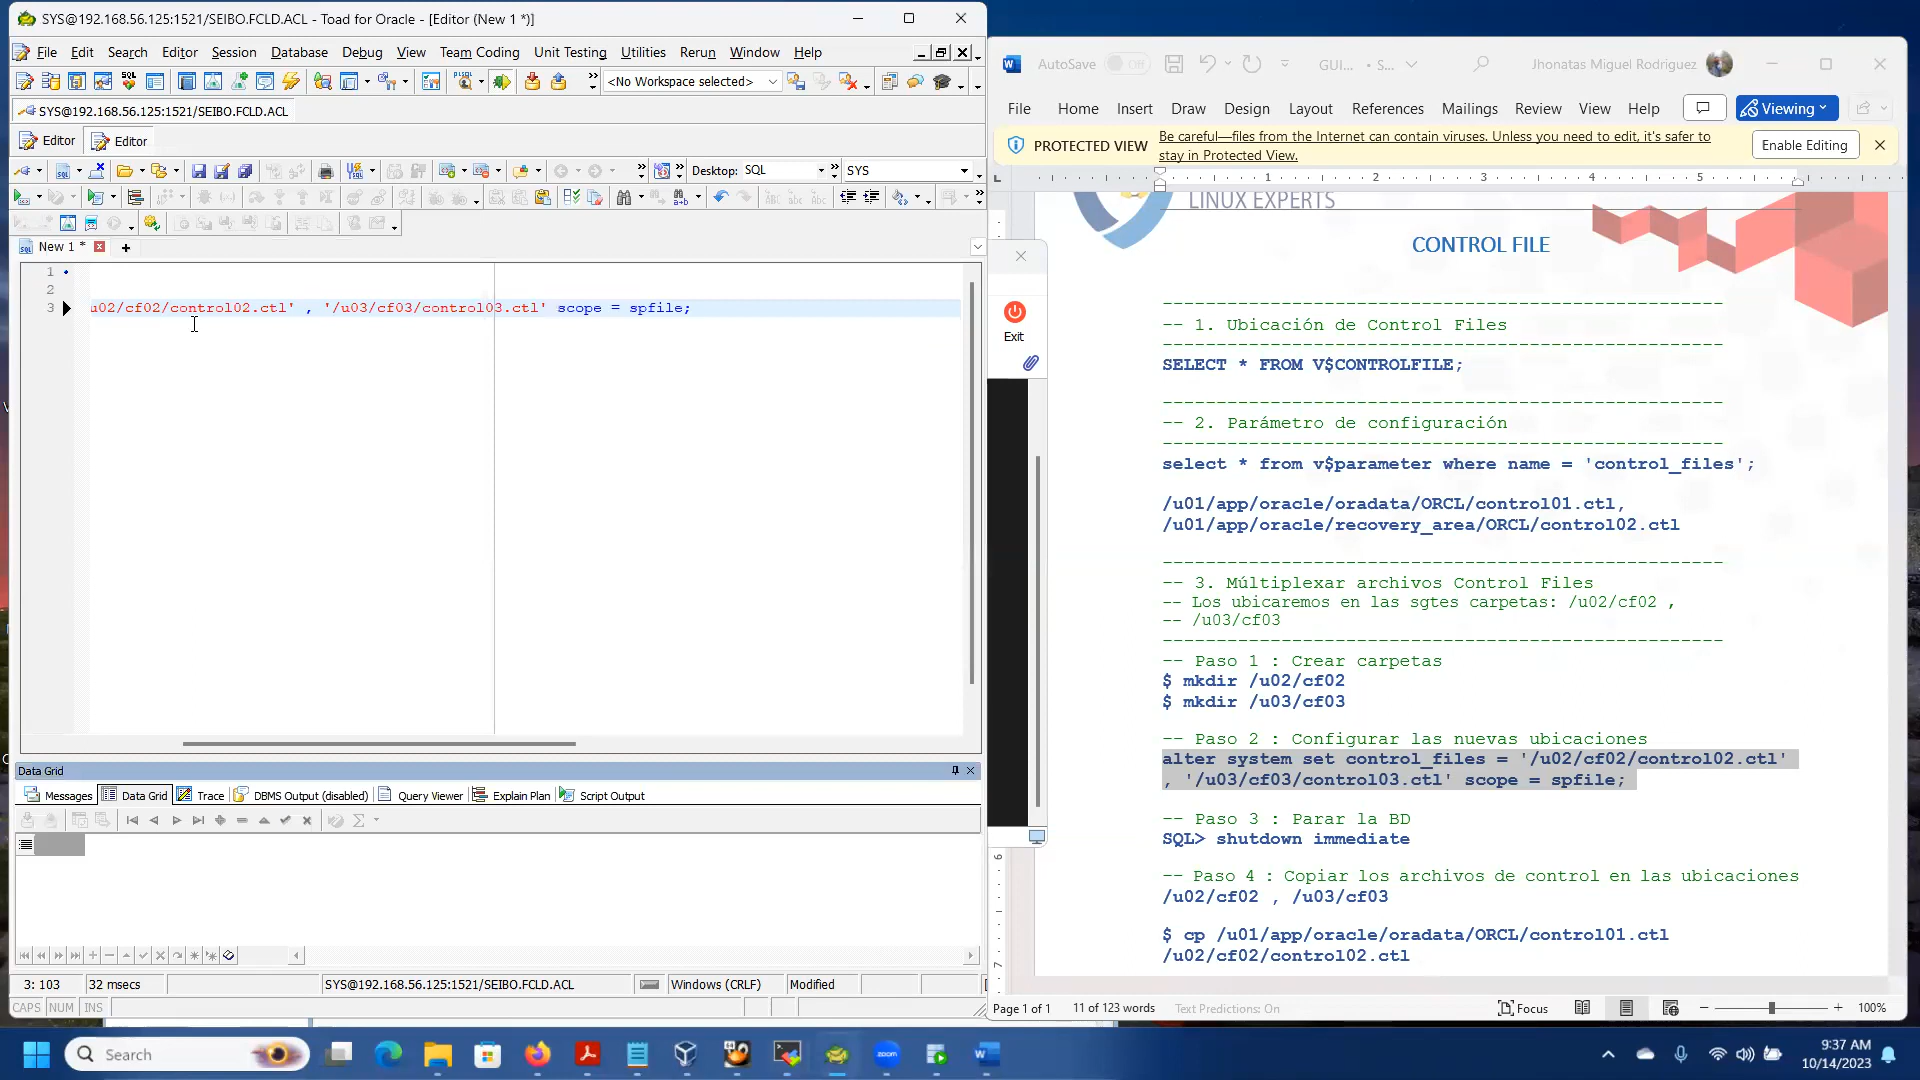 SYS@192.168.56.125:1521/SEIBO.FCLD.ACL - Toad for Oracle - [Editor (New 1 *)]
File Edit Search Editor Session Database Debug View Team Coding Unit Testing Utilities Rerun Window Help
<No Workspace selected>
SYS@192.168.56.125:1521/SEIBO.FCLD.ACL
Editor Editor
Desktop: SQL SYS
New 1 *
1
2
3 u02/cf02/control02.ctl' , '/u03/cf03/control03.ctl' scope = spfile;
Data Grid
Messages Data Grid Trace DBMS Output (disabled) Query Viewer Explain Plan Script Output
3: 103 32 msecs SYS@192.168.56.125:1521/SEIBO.FCLD.ACL Windows (CRLF) Modified
CAPS NUM INS
Exit
AutoSave Off GUI... • S... Jhonatas Miguel Rodriguez
File Home Insert Draw Design Layout References Mailings Review View Help Viewing
PROTECTED VIEW Be careful—files from the Internet can contain viruses. Unless you need to edit, it's safer to
stay in Protected View.
Enable Editing
1 2 3 4 5
LINUX EXPERTS
CONTROL FILE
----------------------------------------------------
-- 1. Ubicación de Control Files
----------------------------------------------------
SELECT * FROM V$CONTROLFILE;
----------------------------------------------------
-- 2. Parámetro de configuración
----------------------------------------------------
select * from v$parameter where name = 'control_files';
/u01/app/oracle/oradata/ORCL/control01.ctl,
/u01/app/oracle/recovery_area/ORCL/control02.ctl
----------------------------------------------------
-- 3. Múltiplexar archivos Control Files
-- Los ubicaremos en las sgtes carpetas: /u02/cf02 ,
-- /u03/cf03
----------------------------------------------------
-- Paso 1 : Crear carpetas
$ mkdir /u02/cf02
$ mkdir /u03/cf03
-- Paso 2 : Configurar las nuevas ubicaciones
alter system set control_files = '/u02/cf02/control02.ctl'
, '/u03/cf03/control03.ctl' scope = spfile;
-- Paso 3 : Parar la BD
SQL> shutdown immediate
-- Paso 4 : Copiar los archivos de control en las ubicaciones
/u02/cf02 , /u03/cf03
$ cp /u01/app/oracle/oradata/ORCL/control01.ctl
/u02/cf02/control02.ctl
6
7
Page 1 of 1 11 of 123 words Text Predictions: On Focus 100%
Search
zoom
9:37 AM
10/14/2023